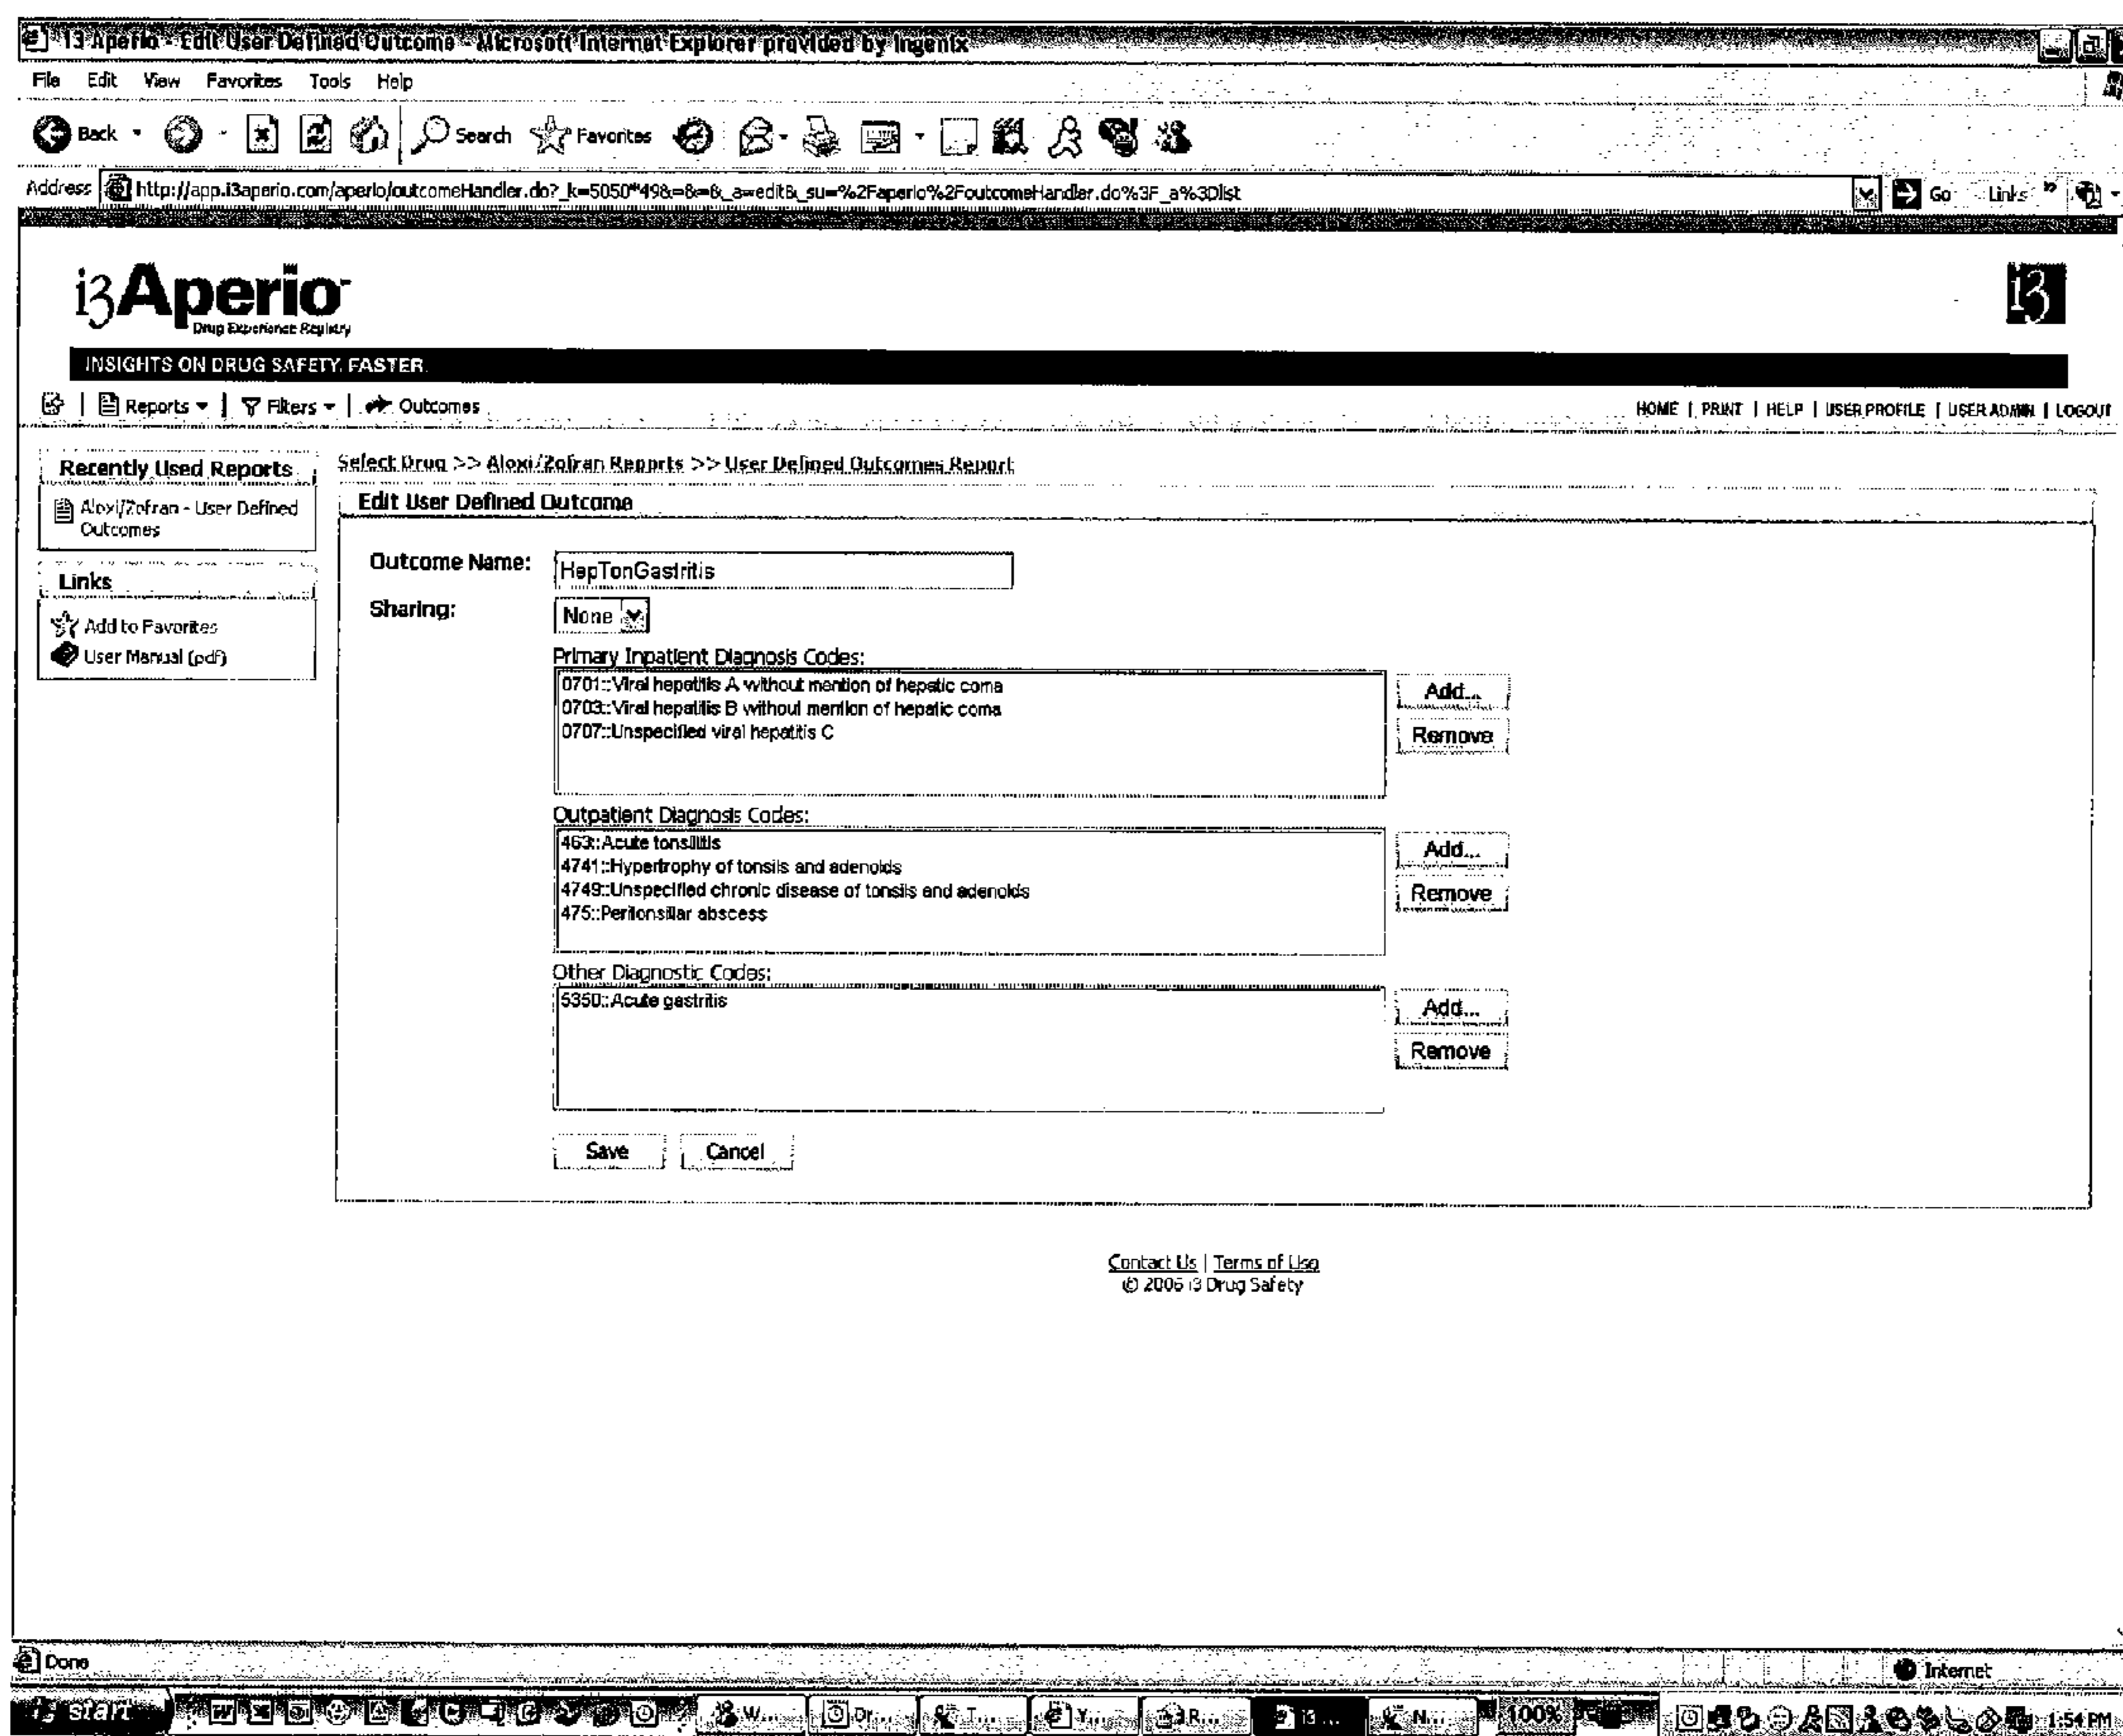 i3 Aperio - Edit User Defined Outcome - Microsoft Internet Explorer provided by Ingenix
File Edit View Favorites Tools Help
Back Search Favorites
Address http://app.i3aperio.com/aperio/outcomeHandler.do?_k=5050*49&=&=&_a=edit&_su=%2Faperio%2FoutcomeHandler.do%3F_a%3Dlist Go Links »
i3Aperio
Drug Experience Registry
i3
INSIGHTS ON DRUG SAFETY. FASTER.
Reports | Filters | Outcomes
HOME | PRINT | HELP | USER PROFILE | USER ADMIN | LOGOUT
Recently Used Reports
Aloxi/Zofran - User Defined
Outcomes
Links
Add to Favorites
User Manual (pdf)
Select Drug >> Aloxi/Zofran Reports >> User Defined Outcomes Report
Edit User Defined Outcome
Outcome Name: HepTonGastritis
Sharing: None
Primary Inpatient Diagnosis Codes:
0701::Viral hepatitis A without mention of hepatic coma
0703::Viral hepatitis B without mention of hepatic coma
0707::Unspecified viral hepatitis C
Add...
Remove
Outpatient Diagnosis Codes:
463::Acute tonsillitis
4741::Hypertrophy of tonsils and adenoids
4749::Unspecified chronic disease of tonsils and adenoids
475::Peritonsillar abscess
Add...
Remove
Other Diagnostic Codes:
5350::Acute gastritis
Add...
Remove
Save Cancel
Contact Us | Terms of Use
© 2006 i3 Drug Safety
Done Internet
start W... Dr... T... Y... R... i3 ... N... 100% 1:54 PM